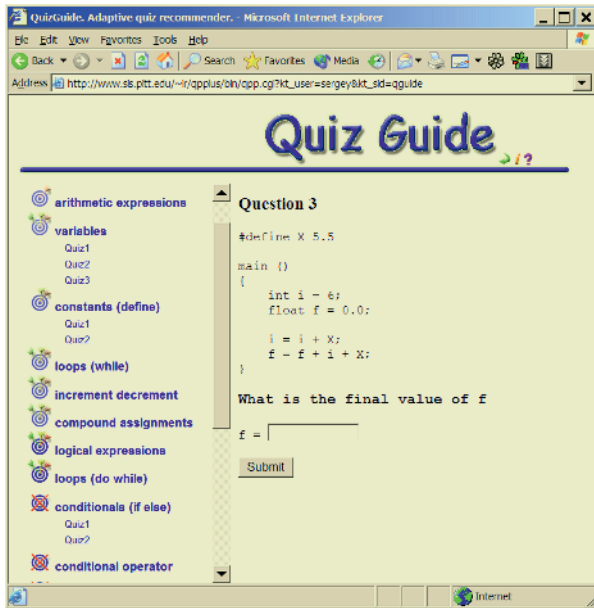 QuizGuide. Adaptive quiz recommender. - Microsoft Internet Explorer
File Edit View Favorites Tools Help
Back Search Favorites Media
Address http://www.sis.pitt.edu/~ir/qpplus/bin/qpp.cgi?kt_user=sergey&kt_sid=qguide
Quiz Guide
arithmetic expressions
variables
Quiz1
Quiz2
Quiz3
constants (define)
Quiz1
Quiz2
loops (while)
increment decrement
compound assignments
logical expressions
loops (do while)
conditionals (if else)
Quiz1
Quiz2
conditional operator
Question 3
#define X 5.5
main ()
{
int i = 6;
float f = 0.0;
i = i + X;
f = f + i + X;
}
What is the final value of f
f =
Submit
Internet